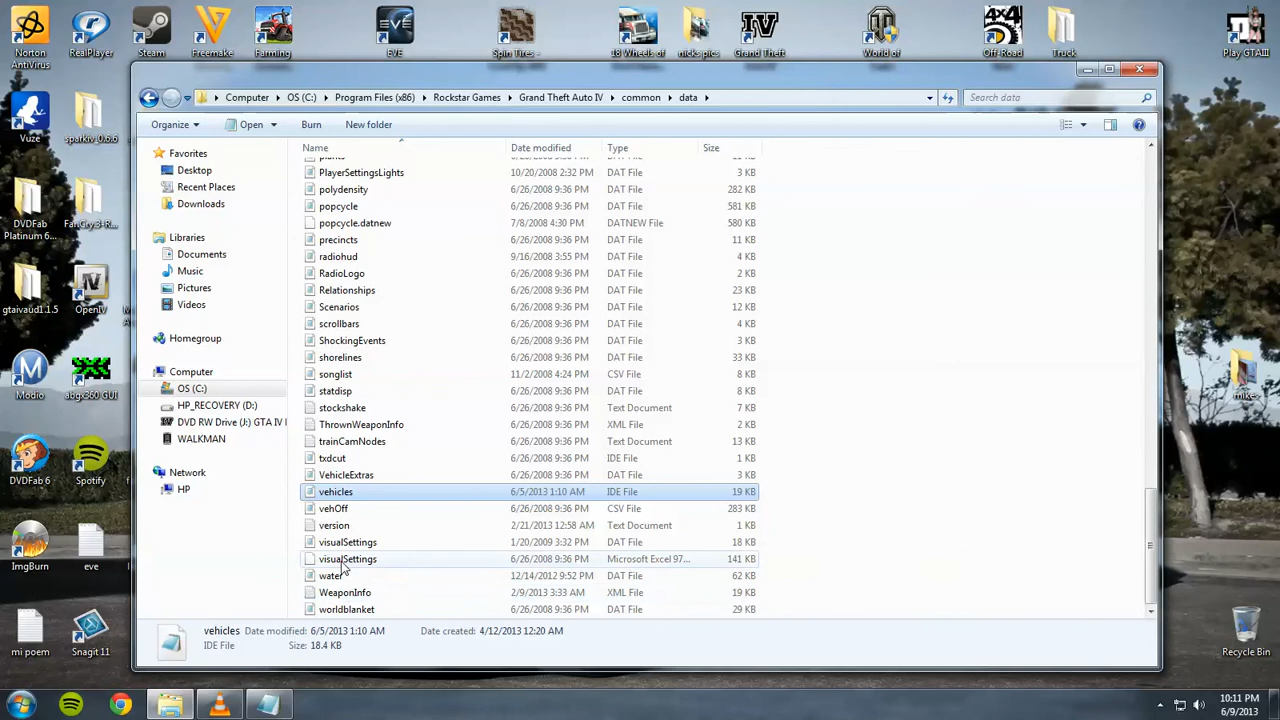 Norton AntiVirus
RealPlayer
Steam
Freemake
Farming
EVE
Spin Tires -
18 Wheels of
nicks pics
Grand Theft
World of
Off-Road
Truck
Play GTAIII
Computer OS (C:) Program Files (x86) Rockstar Games Grand Theft Auto IV common data
Search data
Organize Open Burn New folder
Name Date modified Type Size
PlayerSettingsLights 10/20/2008 2:32 PM DAT File 3 KB
polydensity 6/26/2008 9:36 PM DAT File 282 KB
popcycle 6/26/2008 9:36 PM DAT File 581 KB
popcycle.datnew 7/8/2008 4:30 PM DATNEW File 580 KB
precincts 6/26/2008 9:36 PM DAT File 11 KB
radiohud 9/16/2008 3:55 PM DAT File 4 KB
RadioLogo 6/26/2008 9:36 PM DAT File 2 KB
Relationships 6/26/2008 9:36 PM DAT File 23 KB
Scenarios 6/26/2008 9:36 PM DAT File 12 KB
scrollbars 6/26/2008 9:36 PM DAT File 4 KB
ShockingEvents 6/26/2008 9:36 PM DAT File 3 KB
shorelines 6/26/2008 9:36 PM DAT File 33 KB
songlist 11/2/2008 4:24 PM CSV File 8 KB
statdisp 6/26/2008 9:36 PM DAT File 8 KB
stockshake 6/26/2008 9:36 PM Text Document 7 KB
ThrownWeaponInfo 6/26/2008 9:36 PM XML File 2 KB
trainCamNodes 6/26/2008 9:36 PM Text Document 13 KB
txdcut 6/26/2008 9:36 PM IDE File 1 KB
VehicleExtras 6/26/2008 9:36 PM DAT File 3 KB
vehicles 6/5/2013 1:10 AM IDE File 19 KB
vehOff 6/26/2008 9:36 PM CSV File 283 KB
version 2/21/2013 12:58 AM Text Document 1 KB
visualSettings 1/20/2009 3:32 PM DAT File 18 KB
visualSettings 6/26/2008 9:36 PM Microsoft Excel 97... 141 KB
water 12/14/2012 9:52 PM DAT File 62 KB
WeaponInfo 2/9/2013 3:33 AM XML File 19 KB
worldblanket 6/26/2008 9:36 PM DAT File 29 KB
Favorites
Desktop
Recent Places
Downloads
Libraries
Documents
Music
Pictures
Videos
Homegroup
Computer
OS (C:)
HP_RECOVERY (D:)
DVD RW Drive (J:) GTA IV
WALKMAN
Network
HP
vehicles Date modified: 6/5/2013 1:10 AM Date created: 4/12/2013 12:20 AM
IDE File Size: 18.4 KB
Vuze
sparkiv_0.6.6
DVDFab Platinum 6...
FarCry.3-R...
gtaivaud1.1.5
OpenIV
Modio
abgx360 GUI
DVDFab 6
Spotify
ImgBurn
eve
mi poem
Snagit 11
mikes
Recycle Bin
10:11 PM
6/9/2013